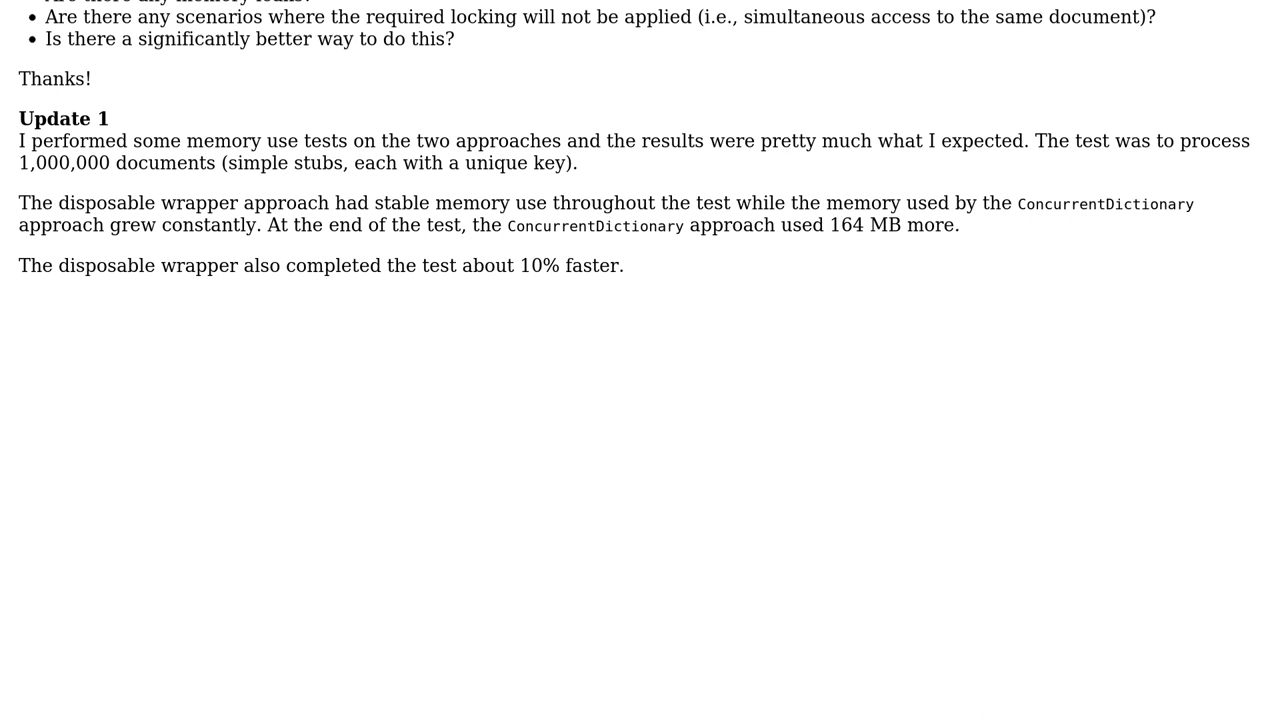 Are there any memory leaks?
Are there any scenarios where the required locking will not be applied (i.e., simultaneous access to the same document)?
Is there a significantly better way to do this?
Thanks!
Update 1
I performed some memory use tests on the two approaches and the results were pretty much what I expected. The test was to process
1,000,000 documents (simple stubs, each with a unique key).
The disposable wrapper approach had stable memory use throughout the test while the memory used by the ConcurrentDictionary
approach grew constantly. At the end of the test, the ConcurrentDictionary approach used 164 MB more.
The disposable wrapper also completed the test about 10% faster.